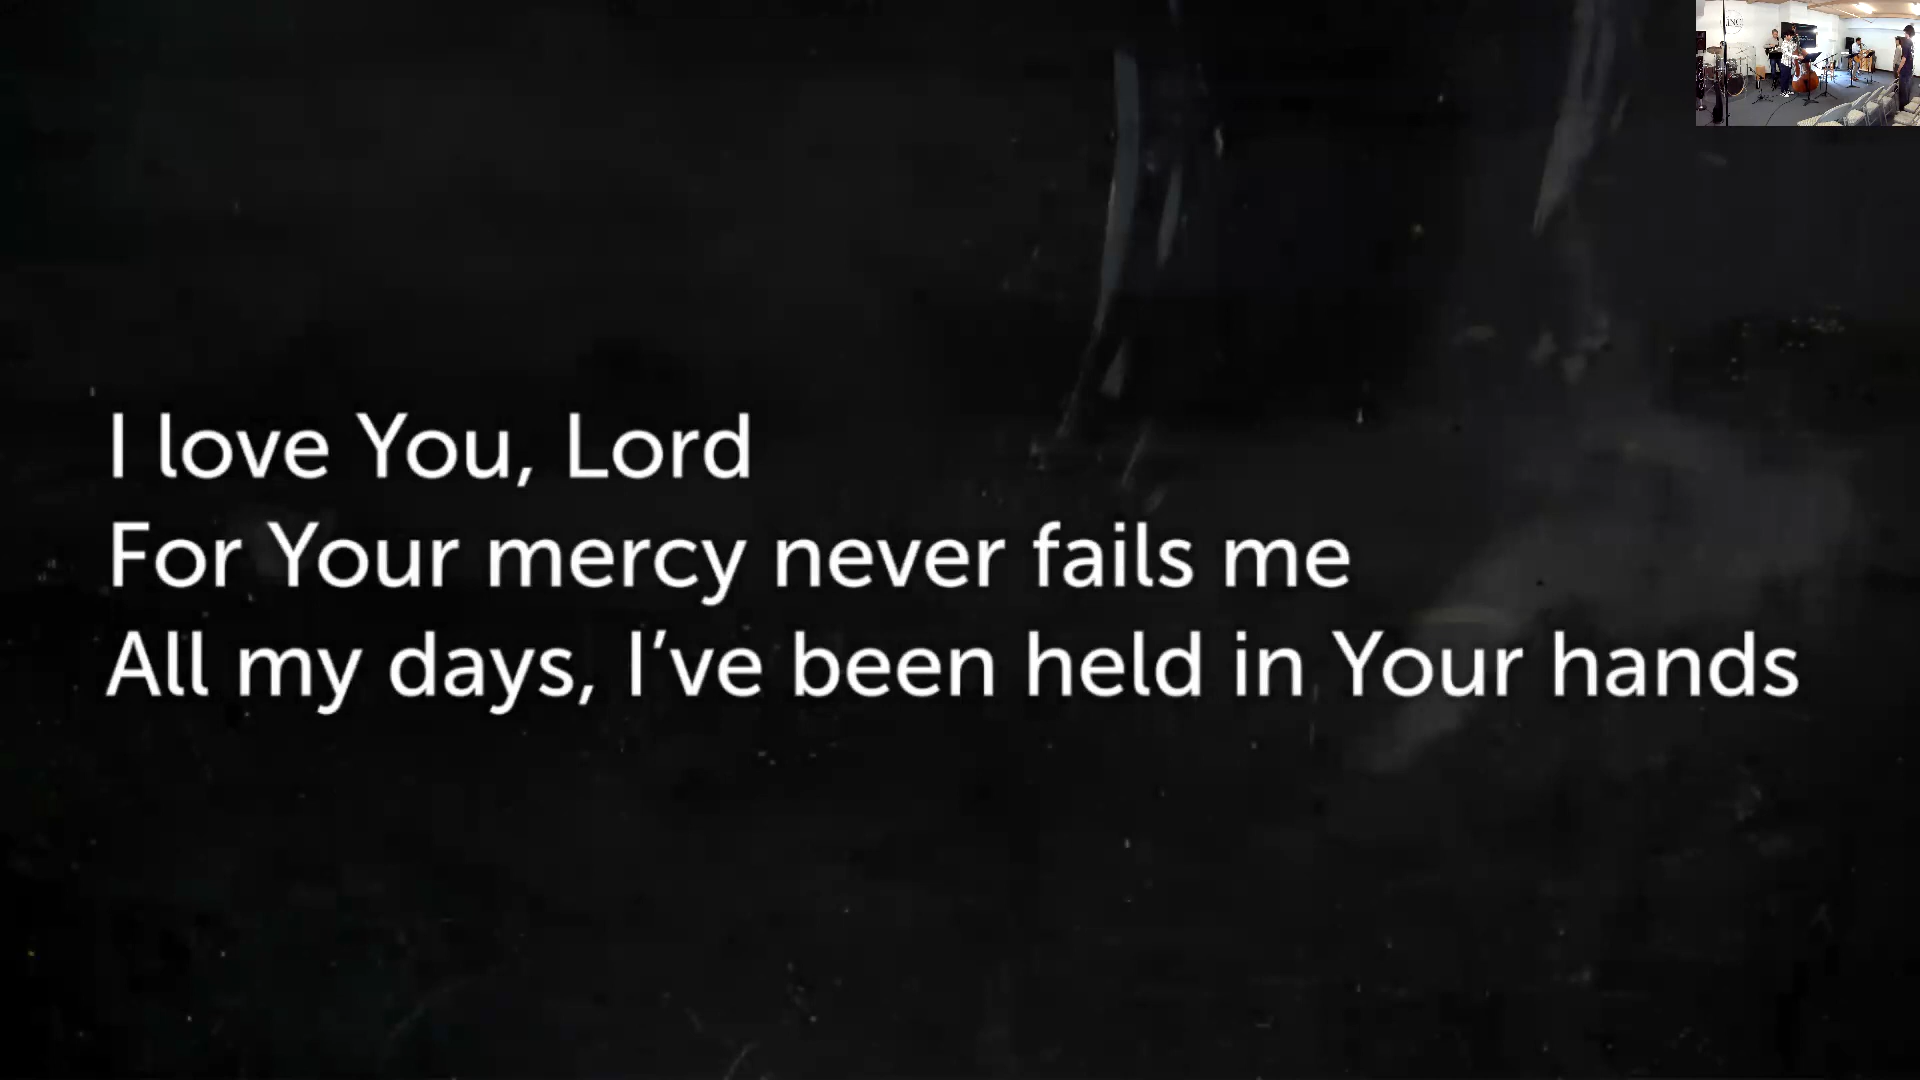 I love You, Lord
For Your mercy never fails me
All my days, I’ve been held in Your hands